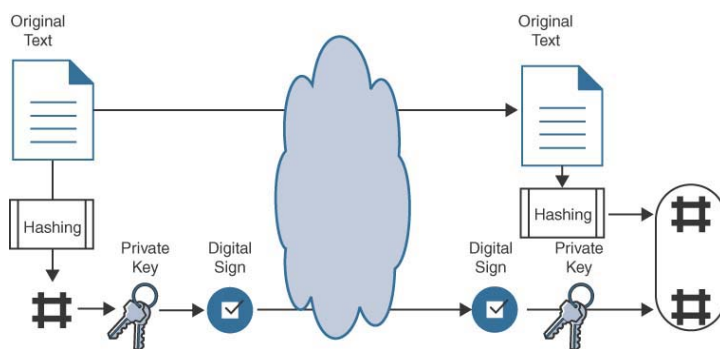 Original
Text
Original
Text
Hashing
Hashing
Private
Key
Digital
Sign
Digital
Sign
Private
Key